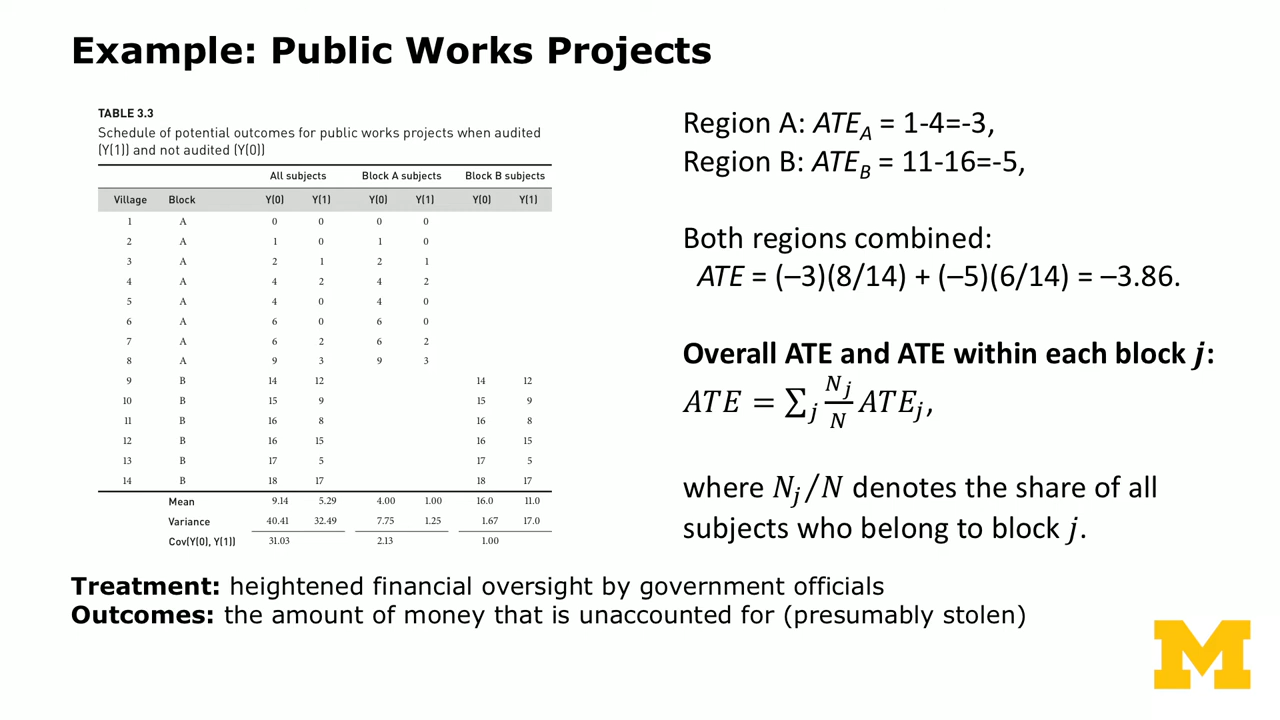 Example: Public Works Projects
TABLE 3.3
Schedule of potential outcomes for public works projects when audited
(Y(1)) and not audited (Y(0))
All subjects Block A subjects Block B subjects
Village Block Y(0) Y(1) Y(0) Y(1) Y(0) Y(1)
1 A 0 0 0 0
2 A 1 0 1 0
3 A 2 1 2 1
4 A 4 2 4 2
5 A 4 0 4 0
6 A 6 0 6 0
7 A 6 2 6 2
8 A 9 3 9 3
9 B 14 12 14 12
10 B 15 9 15 9
11 B 16 8 16 8
12 B 16 15 16 15
13 B 17 5 17 5
14 B 18 17 18 17
Mean 9.14 5.29 4.00 1.00 16.0 11.0
Variance 40.41 32.49 7.75 1.25 1.67 17.0
Cov(Y(0), Y(1)) 31.03 2.13 1.00
Region A: ATE_A = 1-4=-3,
Region B: ATE_B = 11-16=-5,
Both regions combined:
ATE = (–3)(8/14) + (–5)(6/14) = –3.86.
Overall ATE and ATE within each block j:
ATE = ∑_j N_j/N ATE_j,
where N_j/N denotes the share of all
subjects who belong to block j.
Treatment: heightened financial oversight by government officials
Outcomes: the amount of money that is unaccounted for (presumably stolen)
M